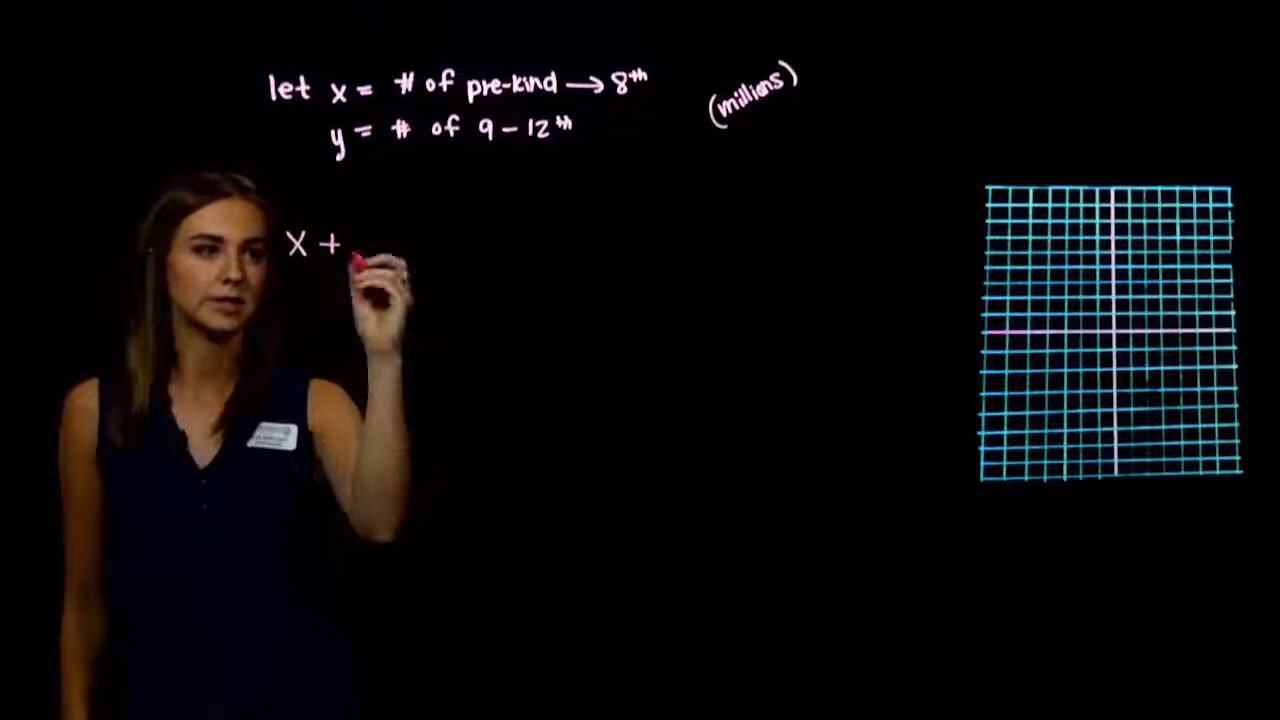 let x = # of pre-kind → 8th
(millions)
y = # of 9 - 12th
x +